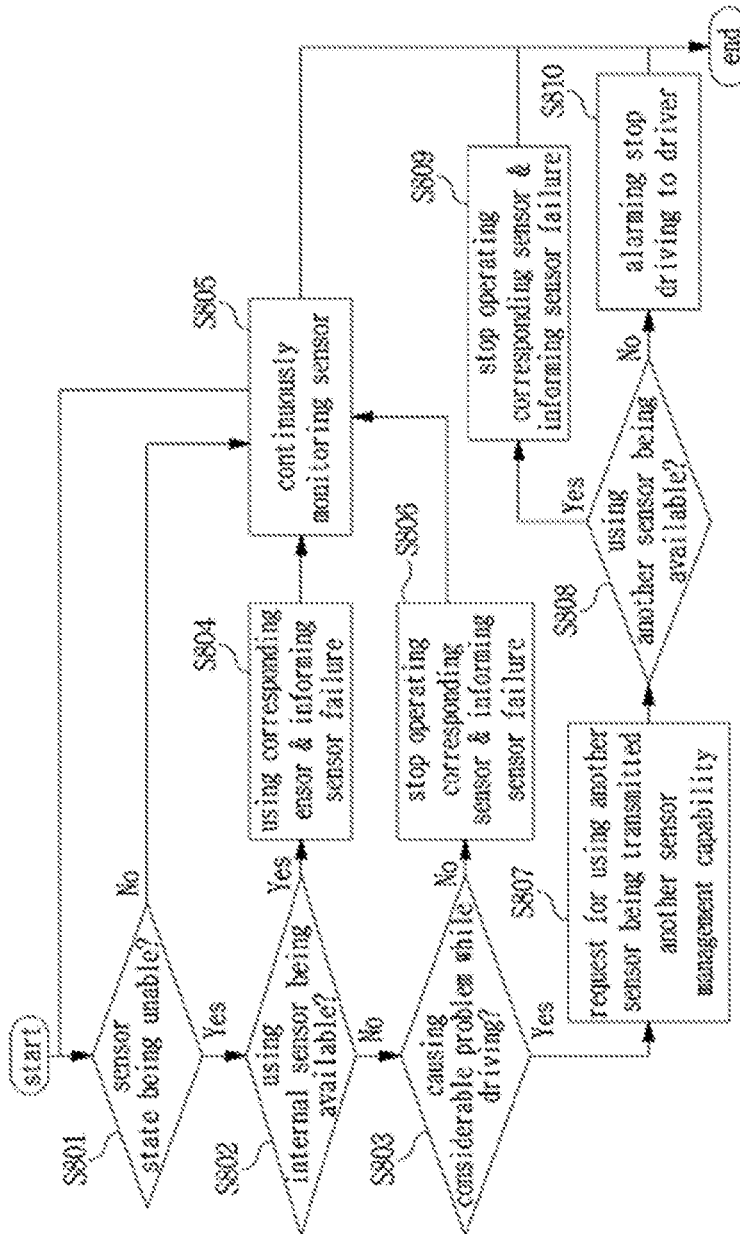 start
S801
sensor
state being unable?
No
Yes
S802
using
internal sensor being
available?
Yes
No
S803
causing
considerable problem while
driving?
No
Yes
S804
using corresponding
ensor & informing
sensor failure
S805
continuously
monitoring sensor
S806
stop operating
corresponding
sensor & informing
sensor failure
S807
request for using another
sensor being transmitted
another sensor
management capability
S808
using
another sensor being
available?
Yes
No
S809
stop operating
corresponding sensor &
informing sensor failure
S810
alarming stop
driving to driver
end